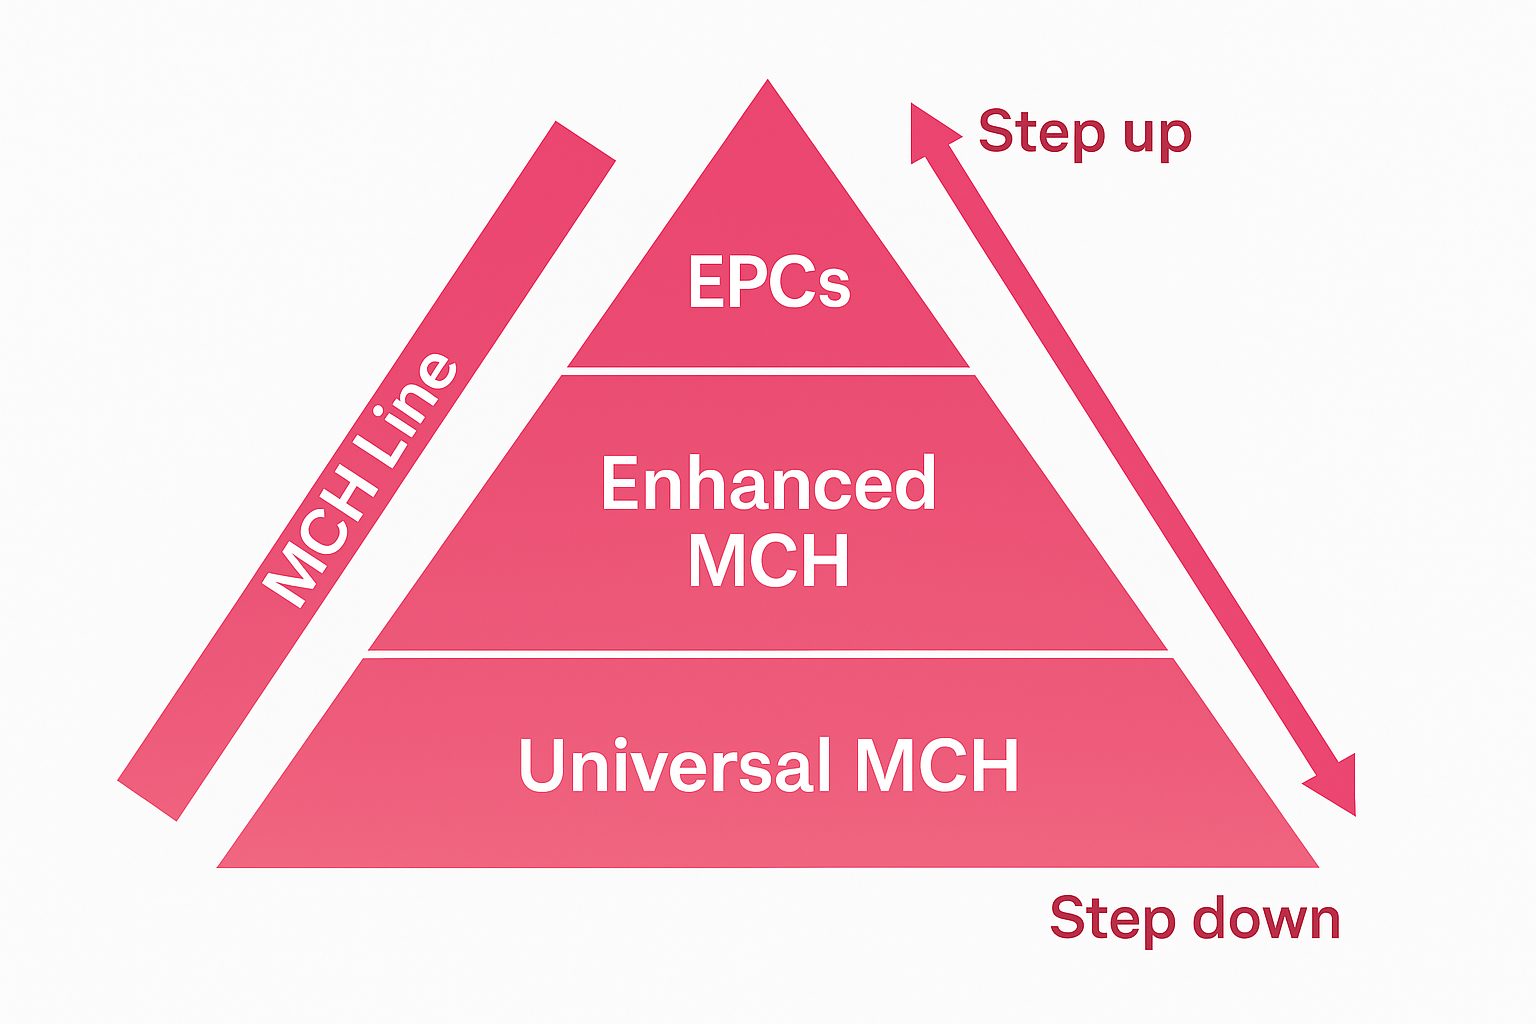 Step up
EPCs
MCH Line
Enhanced
MCH
Universal MCH
Step down